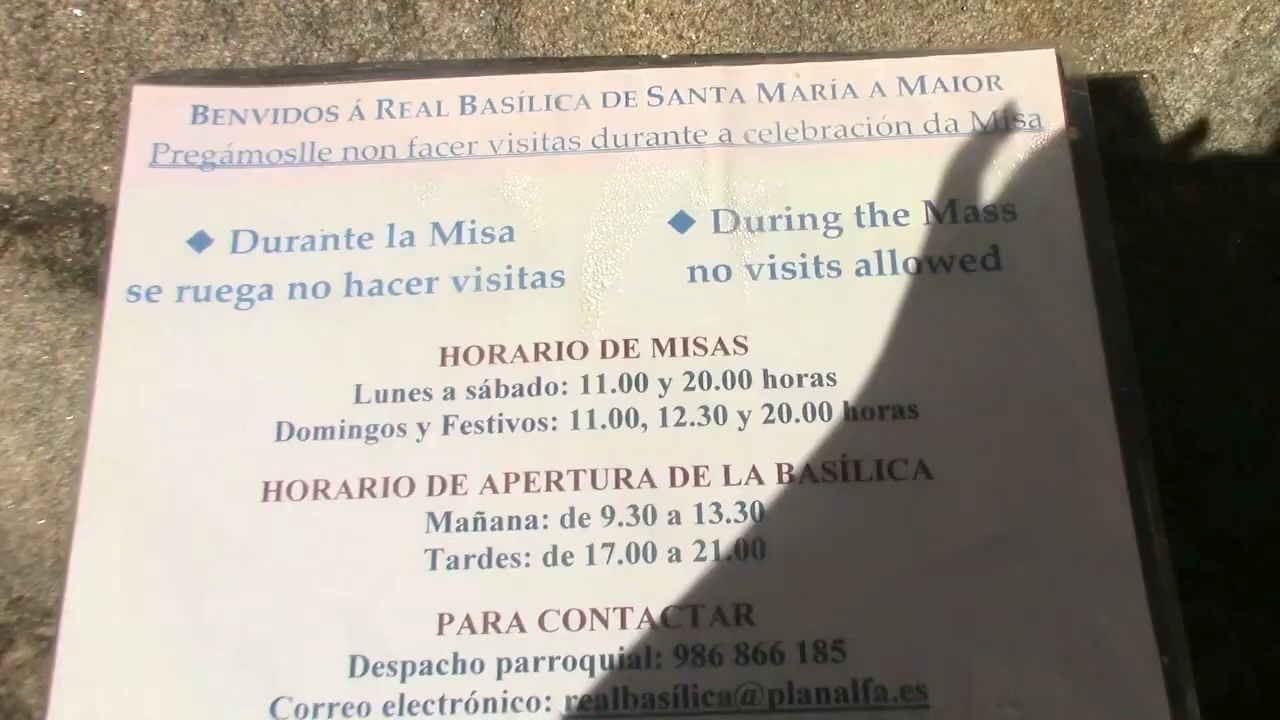 BENVIDOS Á REAL BASÍLICA DE SANTA MARÍA A MAIOR
Pregámoslle non facer visitas durante a celebración da Misa
◆ Durante la Misa
se ruega no hacer visitas
◆ During the Mass
no visits allowed
HORARIO DE MISAS
Lunes a sábado: 11.00 y 20.00 horas
Domingos y Festivos: 11.00, 12.30 y 20.00 horas
HORARIO DE APERTURA DE LA BASÍLICA
Mañana: de 9.30 a 13.30
Tardes: de 17.00 a 21.00
PARA CONTACTAR
Despacho parroquial: 986 866 185
Correo electrónico: realbasílica@planalfa.es